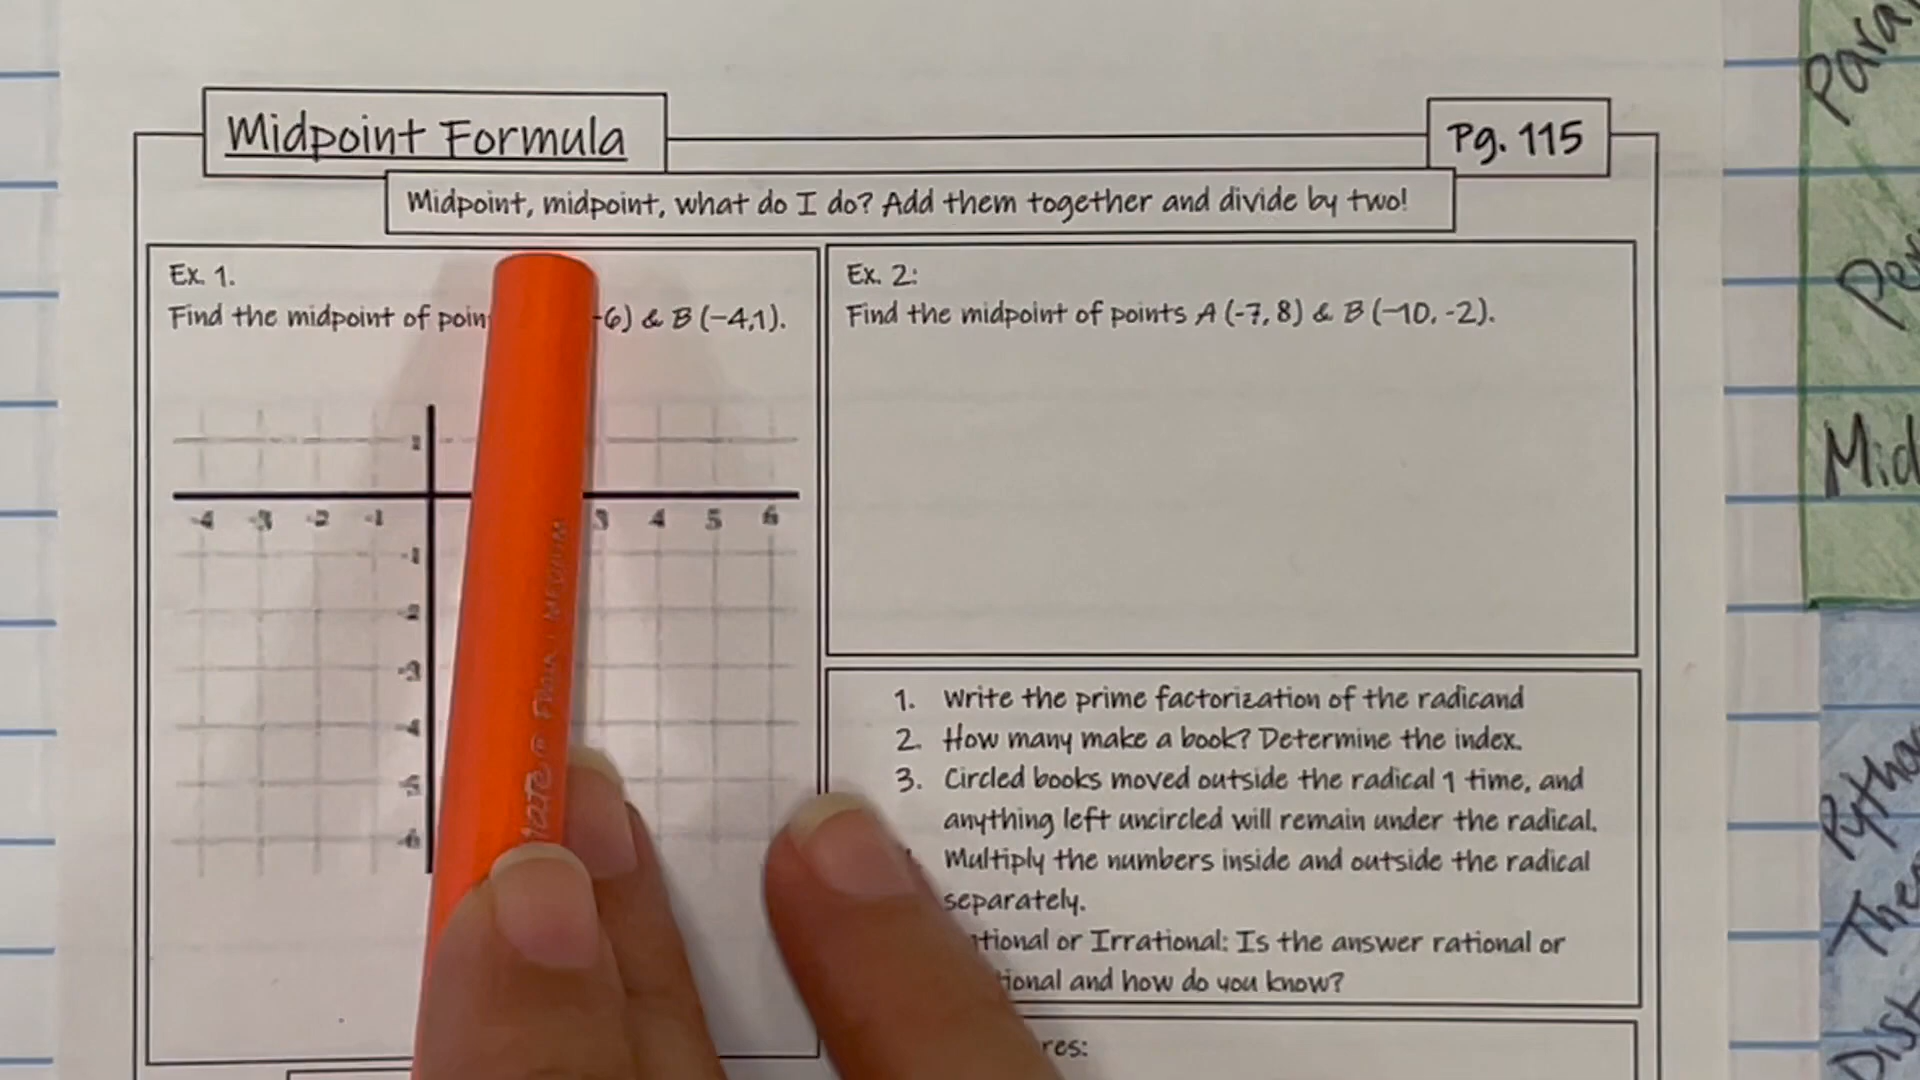 Midpoint Formula
Pg. 115
Midpoint, midpoint, what do I do? Add them together and divide by two!
Ex. 1.
Find the midpoint of poin -6) & B (-4,1).
1
-4 -3 -2 -1 3 4 5 6
-1
-2
-3
-4
-5
-6
Ex. 2:
Find the midpoint of points A (-7, 8) & B (-10, -2).
1. Write the prime factorization of the radicand
2. How many make a book? Determine the index.
3. Circled books moved outside the radical 1 time, and
anything left uncircled will remain under the radical.
Multiply the numbers inside and outside the radical
separately.
tional or Irrational: Is the answer rational or
tional and how do you know?
res:
Mid